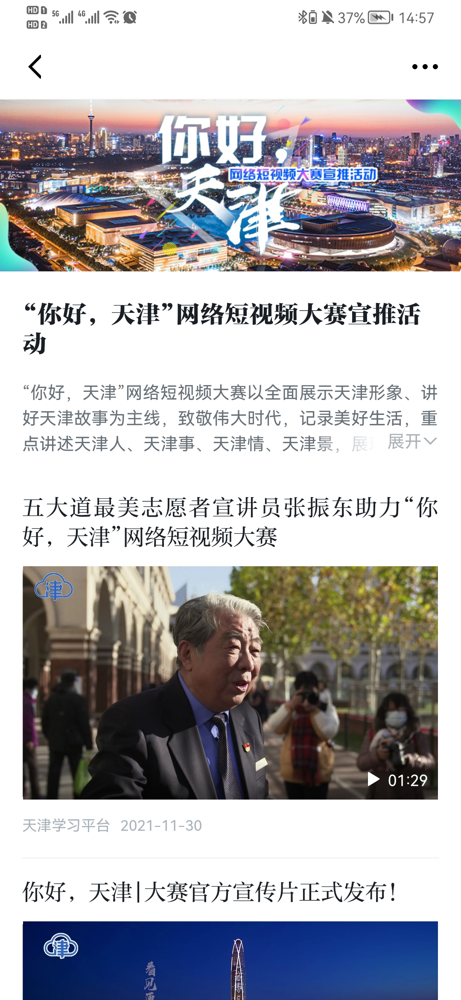 HD 1 5G 4G 37% 14:57
HD 2
你好，
天津
网络短视频大赛宣推活动
“你好，天津”网络短视频大赛宣推活
动
“你好，天津”网络短视频大赛以全面展示天津形象、讲
好天津故事为主线，致敬伟大时代，记录美好生活，重
点讲述天津人、天津事、天津情、天津景，展 展开
五大道最美志愿者宣讲员张振东助力“你
好，天津”网络短视频大赛
津
01:29
天津学习平台 2021-11-30
你好，天津|大赛官方宣传片正式发布！
津
看见